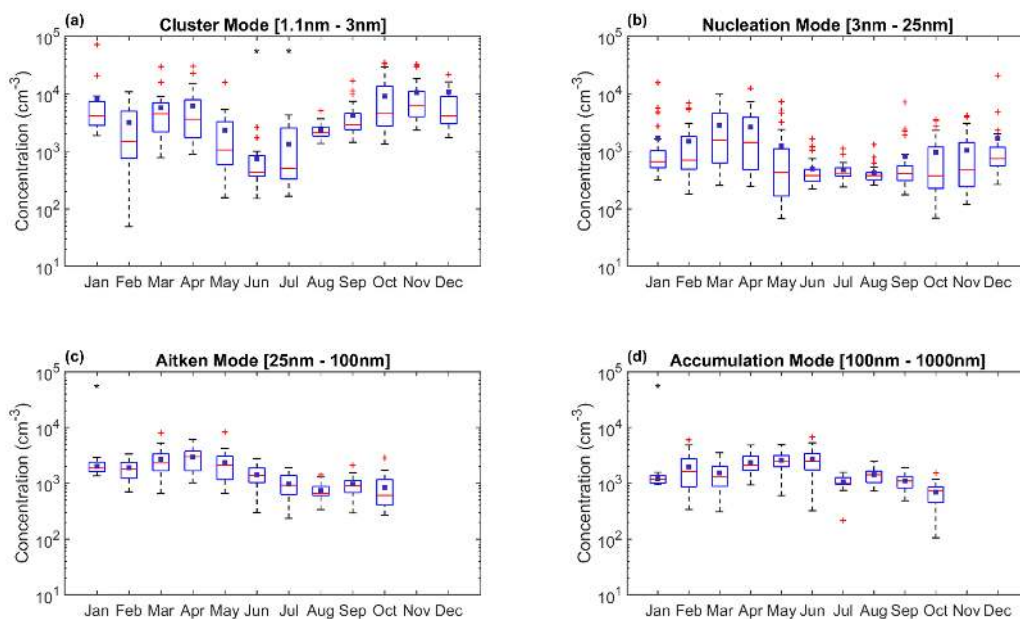 (a) Cluster Mode [1.1nm - 3nm]
Concentration (cm-3)
10^5
10^4
10^3
10^2
10^1
Jan Feb Mar Apr May Jun Jul Aug Sep Oct Nov Dec
(b) Nucleation Mode [3nm - 25nm]
Concentration (cm-3)
10^5
10^4
10^3
10^2
10^1
Jan Feb Mar Apr May Jun Jul Aug Sep Oct Nov Dec
(c) Aitken Mode [25nm - 100nm]
Concentration (cm-3)
10^5
10^4
10^3
10^2
10^1
Jan Feb Mar Apr May Jun Jul Aug Sep Oct Nov Dec
(d) Accumulation Mode [100nm - 1000nm]
Concentration (cm-3)
10^5
10^4
10^3
10^2
10^1
Jan Feb Mar Apr May Jun Jul Aug Sep Oct Nov Dec